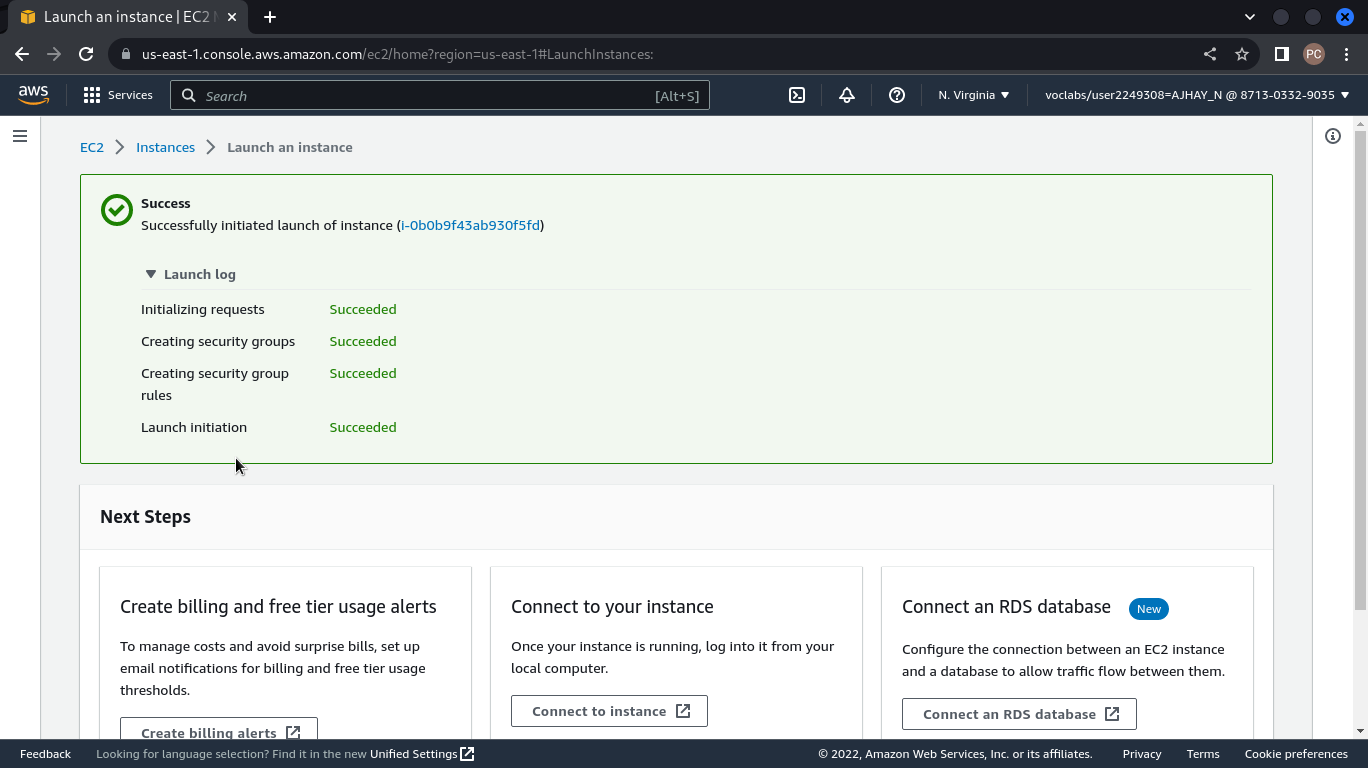 Launch an instance | EC2
us-east-1.console.aws.amazon.com/ec2/home?region=us-east-1#LaunchInstances:
PC
aws
Services
Search
[Alt+S]
N. Virginia
voclabs/user2249308=AJHAY_N @ 8713-0332-9035
EC2
Instances
Launch an instance
Success
Successfully initiated launch of instance (i-0b0b9f43ab930f5fd)
Launch log
Initializing requests
Succeeded
Creating security groups
Succeeded
Creating security group
rules
Succeeded
Launch initiation
Succeeded
Next Steps
Create billing and free tier usage alerts
To manage costs and avoid surprise bills, set up
email notifications for billing and free tier usage
thresholds.
Create billing alerts
Connect to your instance
Once your instance is running, log into it from your
local computer.
Connect to instance
Connect an RDS database
New
Configure the connection between an EC2 instance
and a database to allow traffic flow between them.
Connect an RDS database
Feedback
Looking for language selection? Find it in the new Unified Settings
© 2022, Amazon Web Services, Inc. or its affiliates.
Privacy
Terms
Cookie preferences